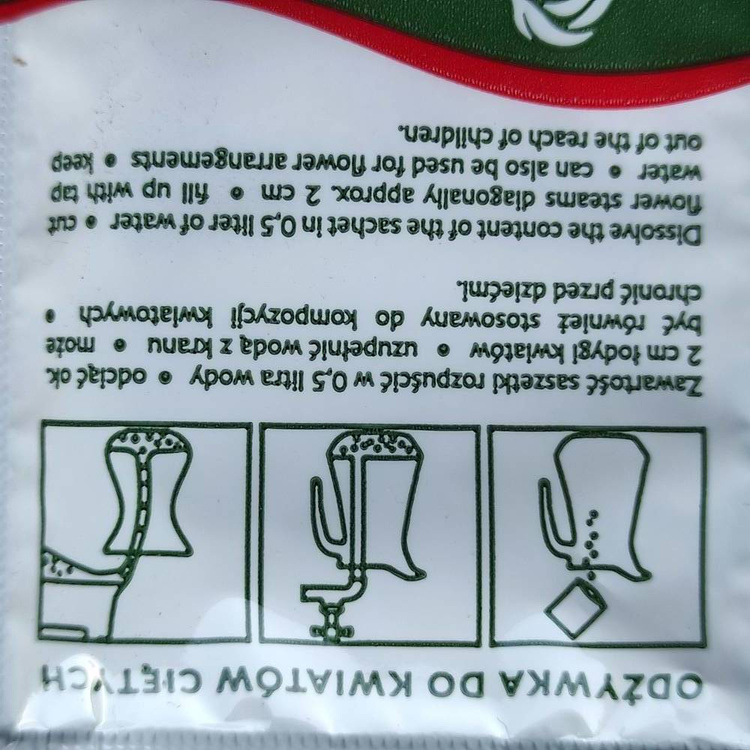 ODŻYWKA DO KWIATÓW CIĘTYCH
Zawartość saszetki rozpuścić w 0,5 litra wody • odciąć ok.
2 cm łodygi kwiatów • uzupełnić wodą z kranu • może
być również stosowany do kompozycji kwiatowych •
chronić przed dziećmi.
Dissolve the content of the sachet in 0,5 liter of water • cut
flower steams diagonally approx. 2 cm • fill up with tap
water • can also be used for flower arrangements • keep
out of the reach of children.